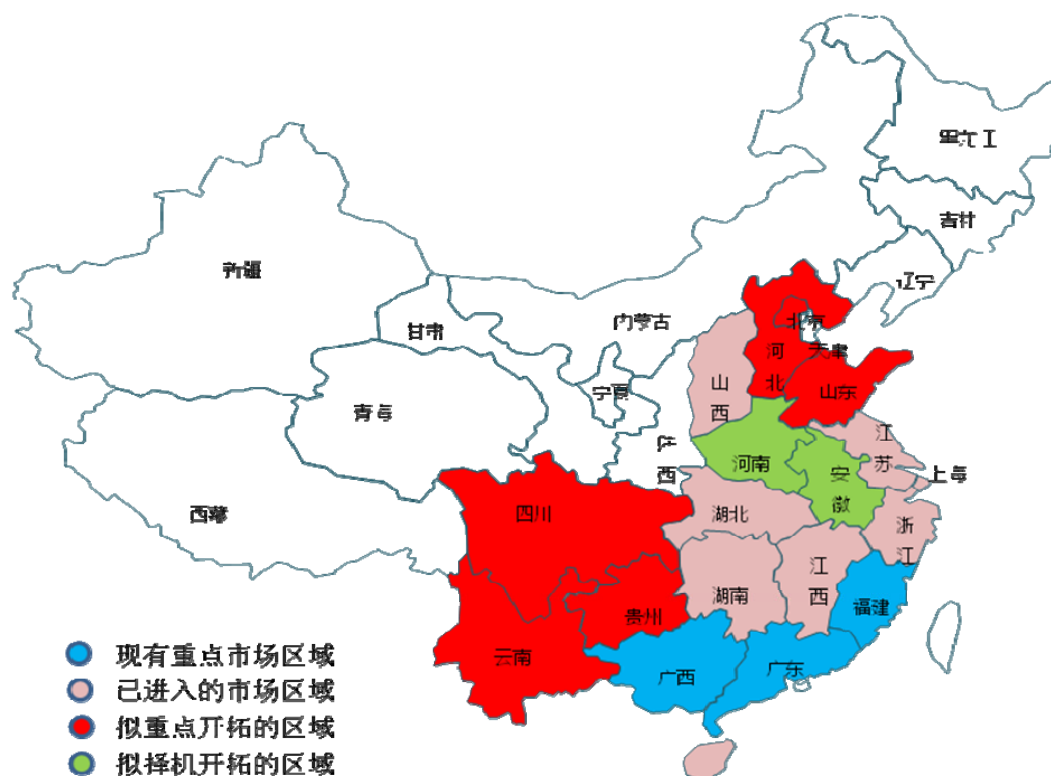 黑龙江
吉林
辽宁
新疆
内蒙古
甘肃
北京
天津
河北
宁夏
山西
山东
青海
陕西
江苏
河南
上海
安徽
西藏
四川
湖北
浙江
江西
湖南
福建
贵州
云南
广西
广东
现有重点市场区域
已进入的市场区域
拟重点开拓的区域
拟择机开拓的区域